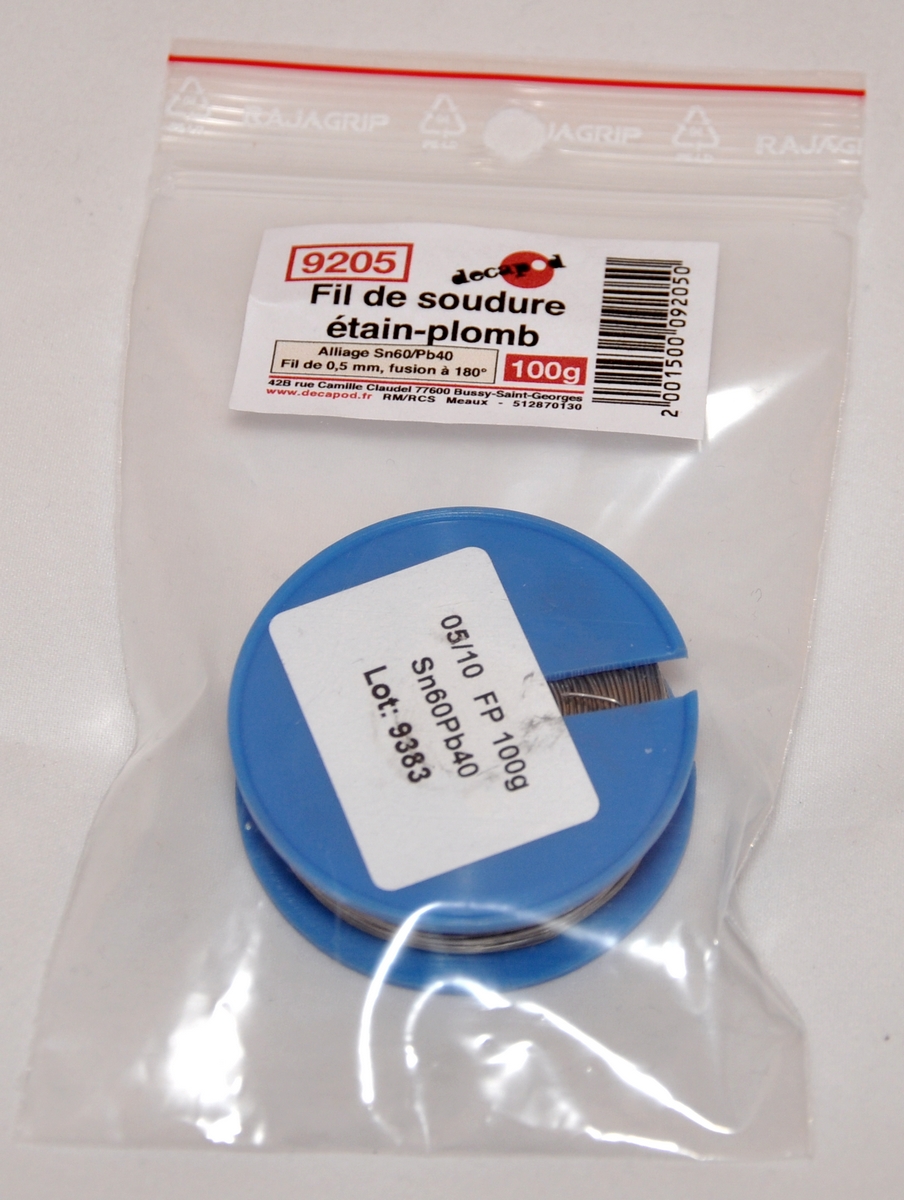 RAJAGRIP JAGRIP RAJAG
9205
decapod
Fil de soudure
étain-plomb
Alliage Sn60/Pb40
Fil de 0,5 mm, fusion à 180°
100g
42B rue Camille Claudel 77600 Bussy-Saint-Georges
www.decapod.fr RM/RCS Meaux - 512870130
2 001500 092050
05/10 FP 100g
Sn60Pb40
Lot: 9383